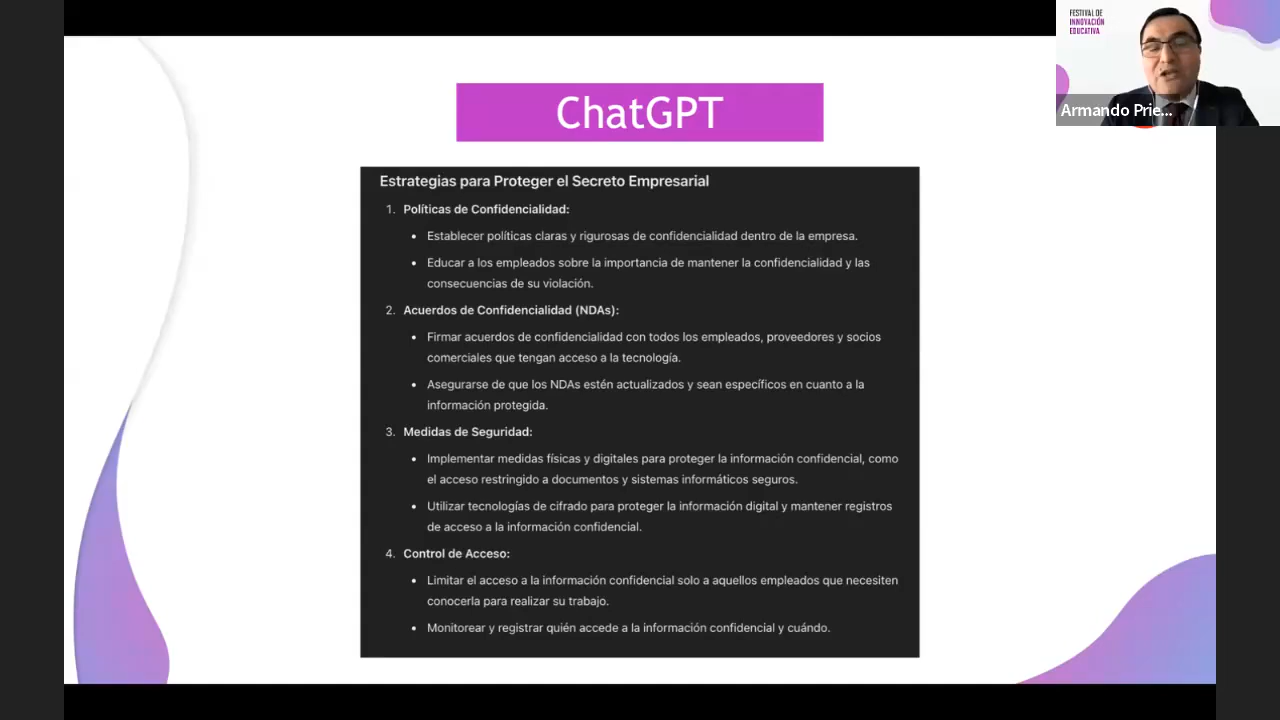 FESTIVAL DE
INNOVACIÓN
EDUCATIVA
Armando Prie...
ChatGPT
Estrategias para Proteger el Secreto Empresarial
1. Políticas de Confidencialidad:
• Establecer políticas claras y rigurosas de confidencialidad dentro de la empresa.
• Educar a los empleados sobre la importancia de mantener la confidencialidad y las
consecuencias de su violación.
2. Acuerdos de Confidencialidad (NDAs):
• Firmar acuerdos de confidencialidad con todos los empleados, proveedores y socios
comerciales que tengan acceso a la tecnología.
• Asegurarse de que los NDAs estén actualizados y sean específicos en cuanto a la
información protegida.
3. Medidas de Seguridad:
• Implementar medidas físicas y digitales para proteger la información confidencial, como
el acceso restringido a documentos y sistemas informáticos seguros.
• Utilizar tecnologías de cifrado para proteger la información digital y mantener registros
de acceso a la información confidencial.
4. Control de Acceso:
• Limitar el acceso a la información confidencial solo a aquellos empleados que necesiten
conocerla para realizar su trabajo.
• Monitorear y registrar quién accede a la información confidencial y cuándo.